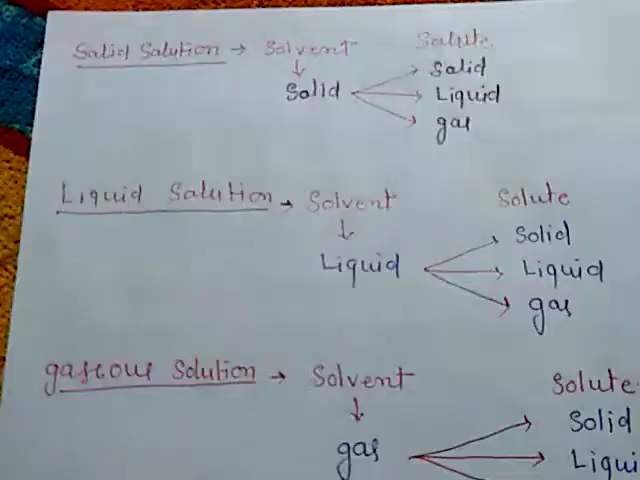 Solid Solution → Solvent Solute
↓
Solid → Solid
→ Liquid
→ gas
Liquid Solution → Solvent Solute
↓
Liquid → Solid
→ Liquid
→ gas
gaseous Solution → Solvent Solute
↓
gas → Solid
→ Liqui